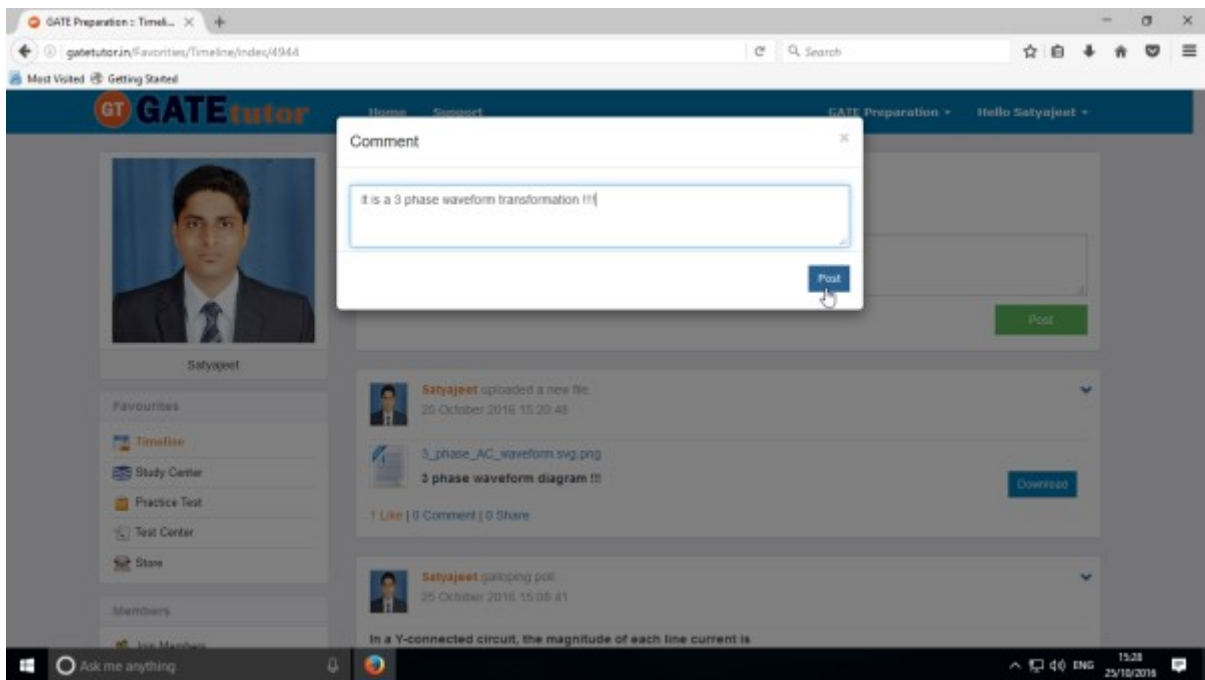 GATE Preparation :: Timeli...
gatetutor.in/Favorities/Timeline/index/4944
Search
Most Visited Getting Started
GT GATEtutor Home Support GATE Preparation Hello Satyajeet
Comment
It is a 3 phase waveform transformation !!!
Post
Post
Satyajeet
Favourites
Timeline
Study Center
Practice Test
Test Center
Store
Members
Join Members
Satyajeet uploaded a new file.
25 October 2016 15:20:48
3_phase_AC_waveform.svg.png
3 phase waveform diagram !!!
Download
1 Like | 0 Comment | 0 Share
Satyajeet galloping poll.
25 October 2016 15:08:41
In a Y-connected circuit, the magnitude of each line current is
Ask me anything
ENG
15:28
25/10/2016